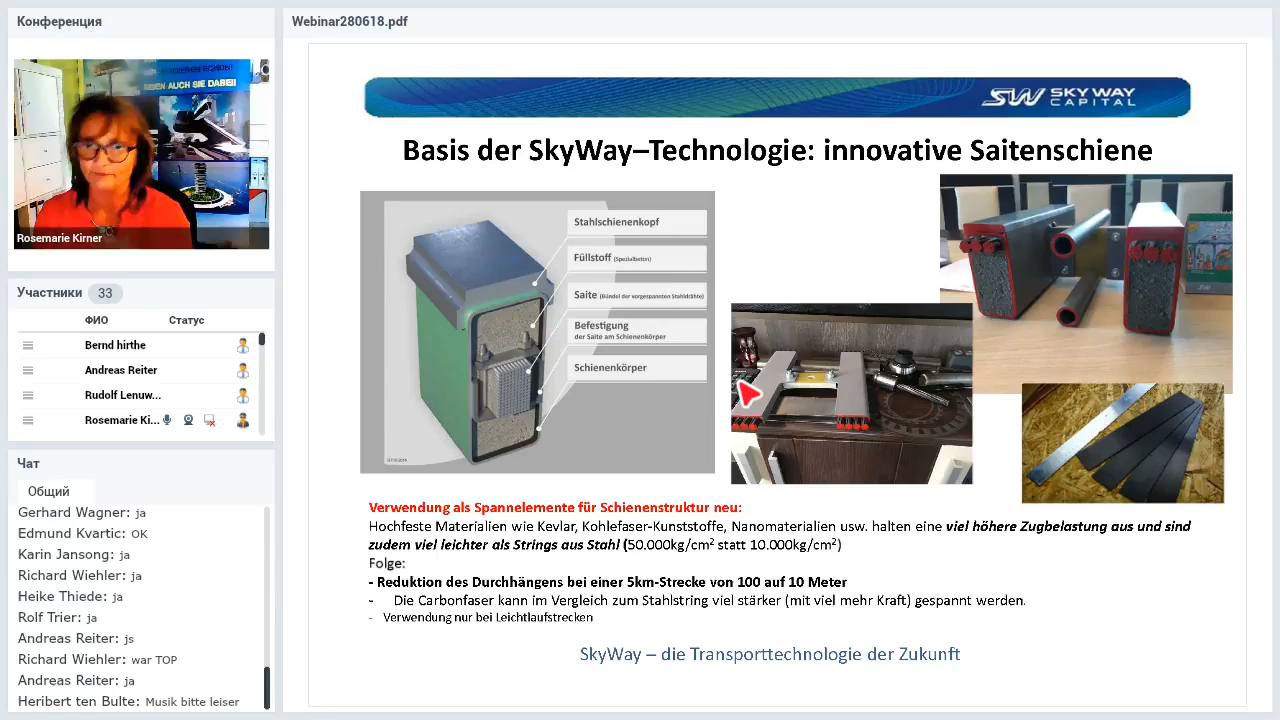 Конференция
-INVESTIEREN SCHON!
BEN AUCH SIE DABEI!
Rosemarie Kirner
Участники 33
ФИО Статус
Bernd hirthe
Andreas Reiter
Rudolf Lenuw...
Rosemarie Ki...
Чат
Общий
Gerhard Wagner: ja
Edmund Kvartic: OK
Karin Jansong: ja
Richard Wiehler: ja
Heike Thiede: ja
Rolf Trier: ja
Andreas Reiter: js
Richard Wiehler: war TOP
Andreas Reiter: ja
Heribert ten Bulte: Musik bitte leiser
Webinar280618.pdf
SW SKY WAY
CAPITAL
Basis der SkyWay–Technologie: innovative Saitenschiene
Stahlschienenkopf
Füllstoff (Spezialbeton)
Saite (Bündel der vorgespannten Stahldrähte)
Befestigung
der Saite am Schienenkörper
Schienenkörper
Verwendung als Spannelemente für Schienenstruktur neu:
Hochfeste Materialien wie Kevlar, Kohlefaser-Kunststoffe, Nanomaterialien usw. halten eine viel höhere Zugbelastung aus und sind
zudem viel leichter als Strings aus Stahl (50.000kg/cm² statt 10.000kg/cm²)
Folge:
- Reduktion des Durchhängens bei einer 5km-Strecke von 100 auf 10 Meter
- Die Carbonfaser kann im Vergleich zum Stahlstring viel stärker (mit viel mehr Kraft) gespannt werden.
- Verwendung nur bei Leichtlaufstrecken
SkyWay – die Transporttechnologie der Zukunft